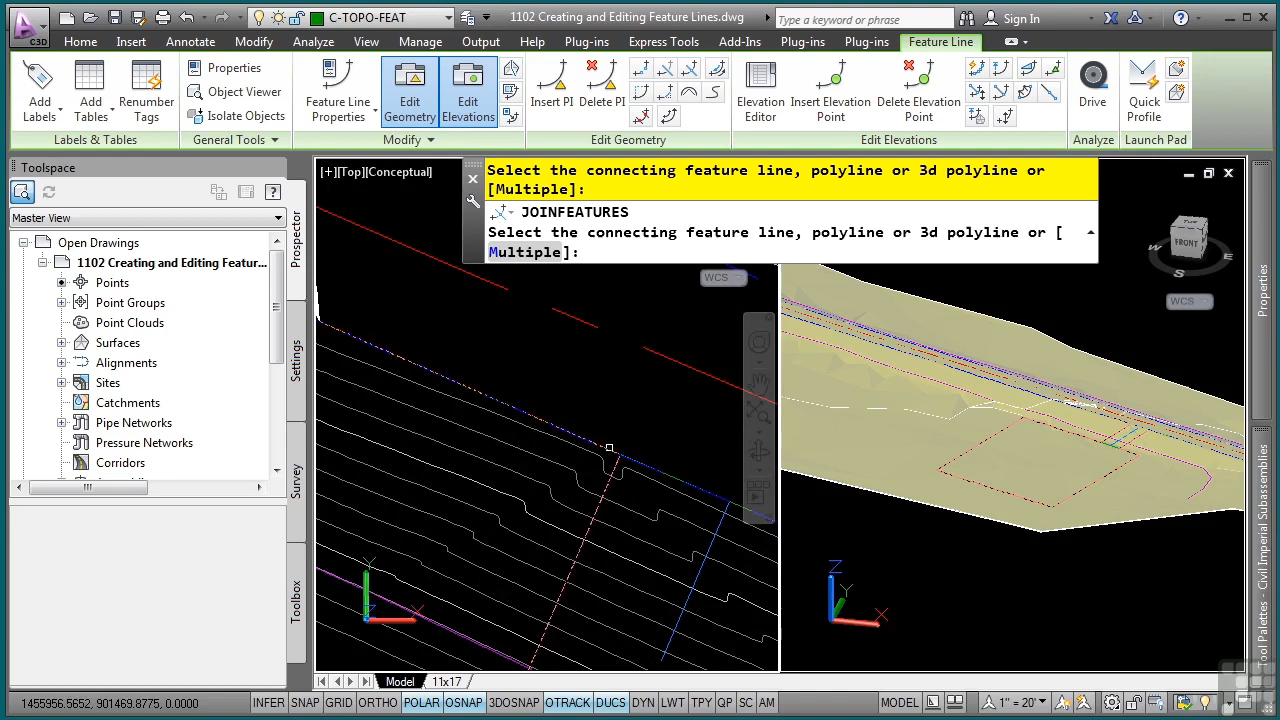 C-TOPO-FEAT
1102 Creating and Editing Feature Lines.dwg
Type a keyword or phrase
Sign In
C3D
Home Insert Annotate Modify Analyze View Manage Output Help Plug-ins Express Tools Add-Ins Plug-ins Plug-ins Feature Line
Add Labels
Add Tables
Renumber Tags
Properties
Object Viewer
Isolate Objects
Feature Line Properties
Edit Geometry
Edit Elevations
Insert PI
Delete PI
Elevation Editor
Insert Elevation Point
Delete Elevation Point
Drive
Quick Profile
Labels & Tables
General Tools
Modify
Edit Geometry
Edit Elevations
Analyze
Launch Pad
Toolspace
Master View
Open Drawings
1102 Creating and Editing Featur...
Points
Point Groups
Point Clouds
Surfaces
Alignments
Sites
Catchments
Pipe Networks
Pressure Networks
Corridors
Prospector
Settings
Survey
Toolbox
[+][Top][Conceptual]
Select the connecting feature line, polyline or 3d polyline or
[Multiple]:
JOINFEATURES
Select the connecting feature line, polyline or 3d polyline or [
Multiple]:
WCS
FRONT
W
E
S
WCS
Y
Z
X
Z
Y
X
Properties
Tool Palettes - Civil Imperial Subassemblies
Model
11x17
1455956.5652, 901469.9775, 0.0000
INFER SNAP GRID ORTHO POLAR OSNAP 3DOSNAP OTRACK DUCS DYN LWT TPY QP SC AM
MODEL
1" = 20'